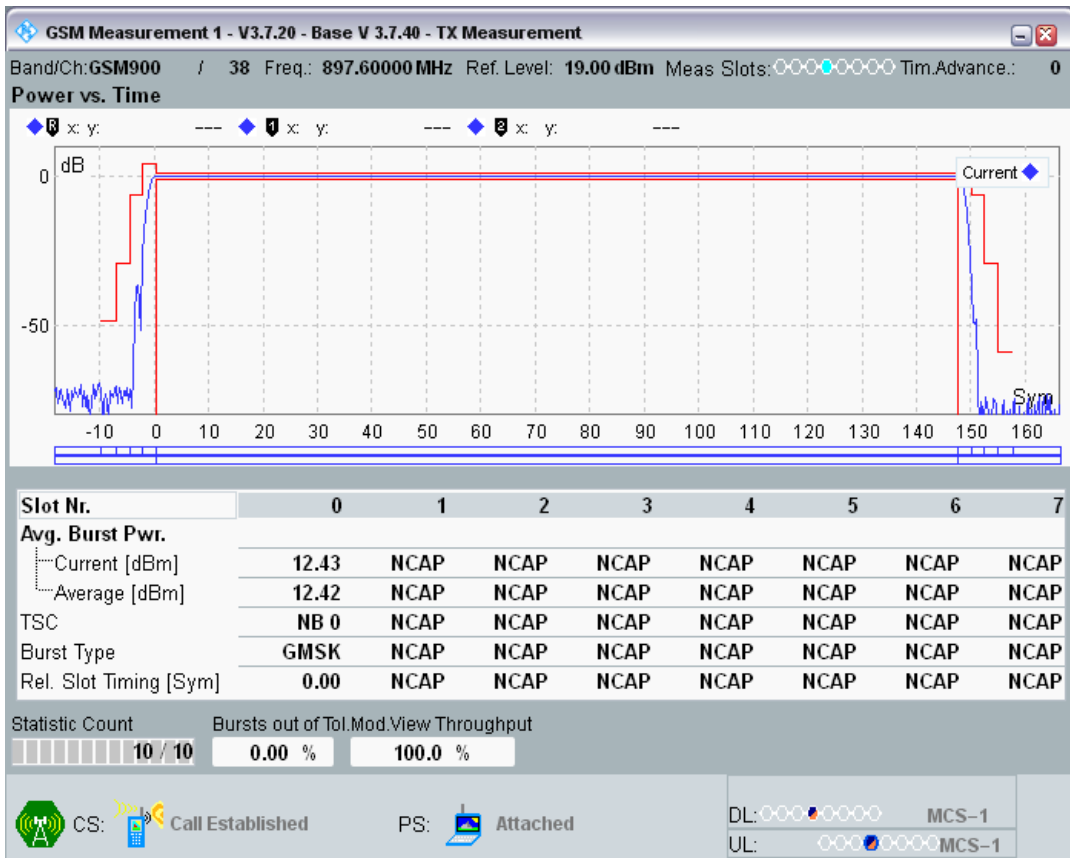 GSM Measurement 1 - V3.7.20 - Base V 3.7.40 - TX Measurement
Band/Ch:GSM900 / 38 Freq.: 897.60000 MHz Ref. Level: 19.00 dBm Meas Slots: Tim.Advance.: 0
Power vs. Time
R x: y: --- 1 x: y: --- 2 x: y: ---
dB
Current
0
-50
Sym
-10 0 10 20 30 40 50 60 70 80 90 100 110 120 130 140 150 160
Slot Nr. 0 1 2 3 4 5 6 7
Avg. Burst Pwr.
Current [dBm] 12.43 NCAP NCAP NCAP NCAP NCAP NCAP NCAP
Average [dBm] 12.42 NCAP NCAP NCAP NCAP NCAP NCAP NCAP
TSC NB 0 NCAP NCAP NCAP NCAP NCAP NCAP NCAP
Burst Type GMSK NCAP NCAP NCAP NCAP NCAP NCAP NCAP
Rel. Slot Timing [Sym] 0.00 NCAP NCAP NCAP NCAP NCAP NCAP NCAP
Statistic Count Bursts out of Tol.Mod.View Throughput
10 / 10 0.00 % 100.0 %
CS: Call Established PS: Attached
DL: MCS-1
UL: MCS-1